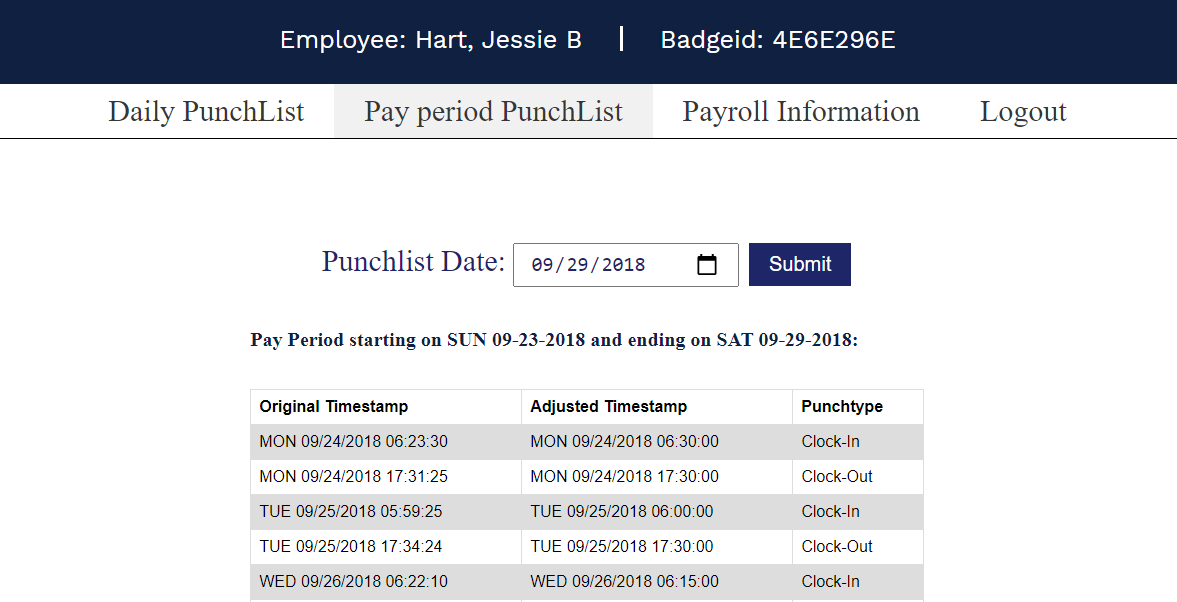 Employee: Hart, Jessie B | Badgeid: 4E6E296E
Daily PunchList Pay period PunchList Payroll Information Logout
Punchlist Date: 09/29/2018 Submit
Pay Period starting on SUN 09-23-2018 and ending on SAT 09-29-2018:
Original Timestamp Adjusted Timestamp Punchtype
MON 09/24/2018 06:23:30 MON 09/24/2018 06:30:00 Clock-In
MON 09/24/2018 17:31:25 MON 09/24/2018 17:30:00 Clock-Out
TUE 09/25/2018 05:59:25 TUE 09/25/2018 06:00:00 Clock-In
TUE 09/25/2018 17:34:24 TUE 09/25/2018 17:30:00 Clock-Out
WED 09/26/2018 06:22:10 WED 09/26/2018 06:15:00 Clock-In